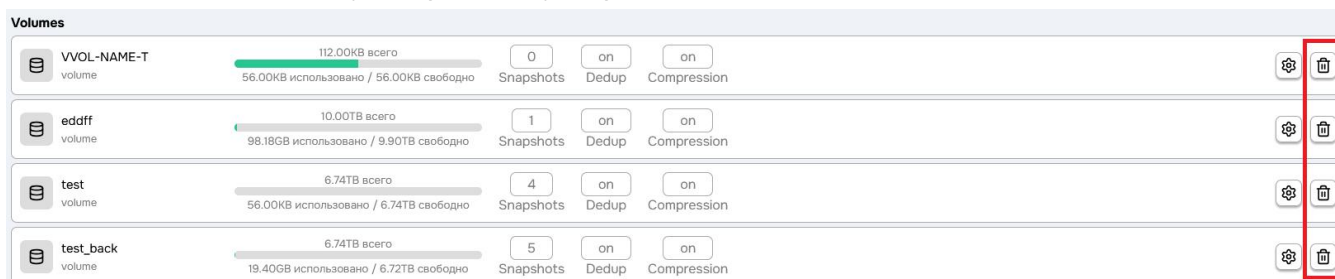 Volumes
VVOL-NAME-T
volume
112.00KB всего
56.00KB использовано / 56.00KB свободно
0 on on
Snapshots Dedup Compression
eddff
volume
10.00TB всего
98.18GB использовано / 9.90TB свободно
1 on on
Snapshots Dedup Compression
test
volume
6.74TB всего
56.00KB использовано / 6.74TB свободно
4 on on
Snapshots Dedup Compression
test_back
volume
6.74TB всего
19.40GB использовано / 6.72TB свободно
5 on on
Snapshots Dedup Compression